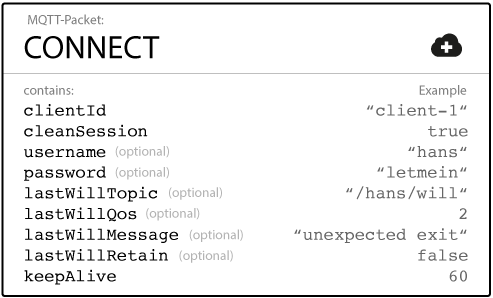 MQTT-Packet:
CONNECT
contains: Example
clientId “client-1“
cleanSession true
username (optional) “hans“
password (optional) “letmein“
lastWillTopic (optional) “/hans/will“
lastWillQos (optional) 2
lastWillMessage (optional) “unexpected exit“
lastWillRetain (optional) false
keepAlive 60